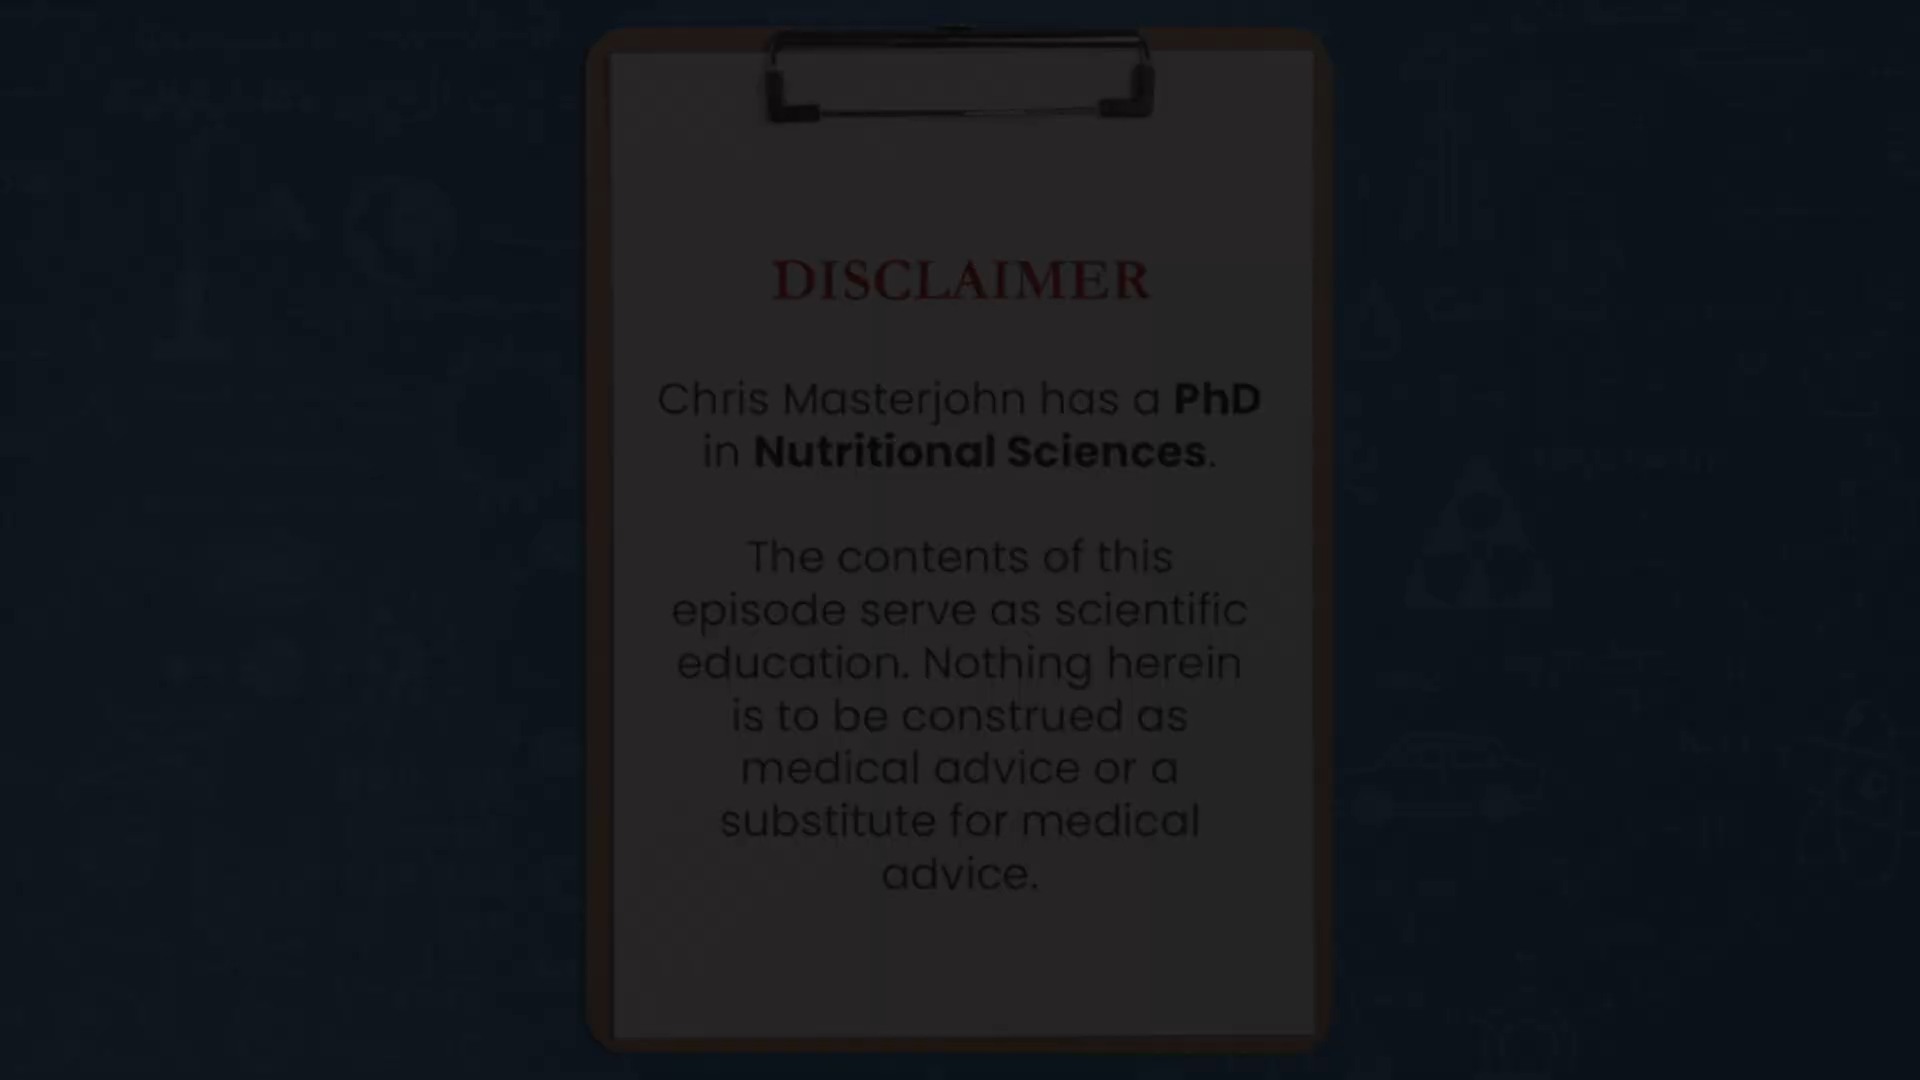 DISCLAIMER
Chris Masterjohn has a PhD
in Nutritional Sciences.
The contents of this
episode serve as scientific
education. Nothing herein
is to be construed as
medical advice or a
substitute for medical
advice.